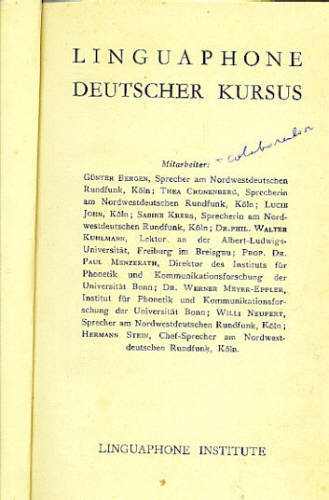 LINGUAPHONE
DEUTSCHER KURSUS
Mitarbeiter: - colaborador
GÜNTER BERGEN, Sprecher am Nordwestdeutschen
Rundfunk, Köln; THEA CRONENBERG, Sprecherin
am Nordwestdeutschen Rundfunk, Köln; LUCIE
JOHN, Köln; SABINE KREBS, Sprecherin am Nord-
westdeutschen Rundfunk, Köln; DR.PHIL. WALTER
KUHLMANN, Lektor an der Albert-Ludwigs-
Universität, Freiburg im Breisgau; PROF. DR.
PAUL MENZERATH, Direktor des Instituts für
Phonetik und Kommunikationsforschung der
Universität Bonn; DR. WERNER MEYER-EPPLER,
Institut für Phonetik und Kommunikationsfor-
schung der Universität Bonn; WILLI NEUFERT,
Sprecher am Nordwestdeutschen Rundfunk, Köln;
HERMANN STEIN, Chef-Sprecher am Nordwest-
deutschen Rundfunk, Köln.
LINGUAPHONE INSTITUTE